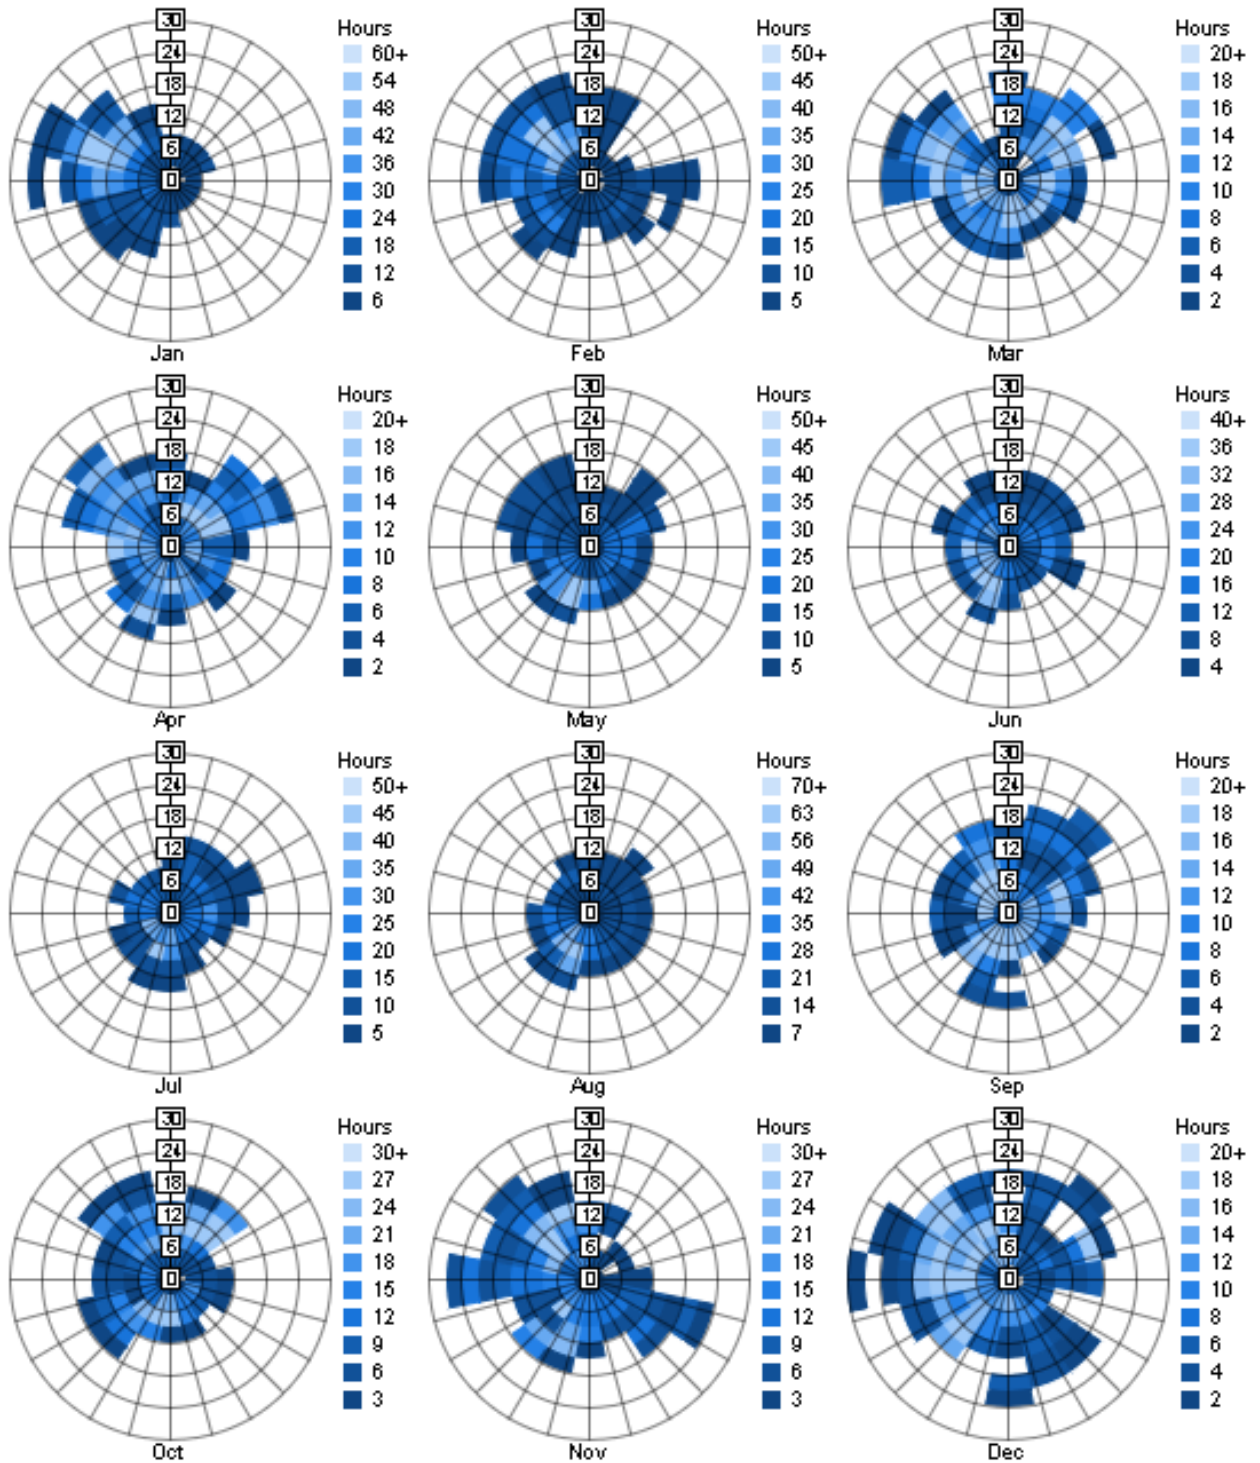 Hours Hours Hours
30 30 30
60+ 50+ 20+
24 24 24
54 45 18
48 40 16
18 18 18
42 35 14
12 12 12
36 30 12
6 6 6
30 25 10
24 20 8
0 0 0
18 15 6
12 10 4
6 5 2
Jan Feb Mar
Hours Hours Hours
30 30 30
20+ 50+ 40+
24 24 24
18 45 36
16 40 32
18 18 18
14 35 28
12 12 12
12 30 24
6 6 6
10 25 20
8 20 16
0 0 0
6 15 12
4 10 8
2 5 4
Apr May Jun
Hours Hours Hours
30 30 30
50+ 70+ 20+
24 24 24
45 63 18
40 56 16
18 18 18
35 49 14
12 12 12
30 42 12
6 6 6
25 35 10
20 28 8
0 0 0
15 21 6
10 14 4
5 7 2
Jul Aug Sep
Hours Hours Hours
30 30 30
30+ 30+ 20+
24 24 24
27 27 18
24 24 16
18 18 18
21 21 14
12 12 12
18 18 12
6 6 6
15 15 10
12 12 8
0 0 0
9 9 6
6 6 4
3 3 2
Oct Nov Dec